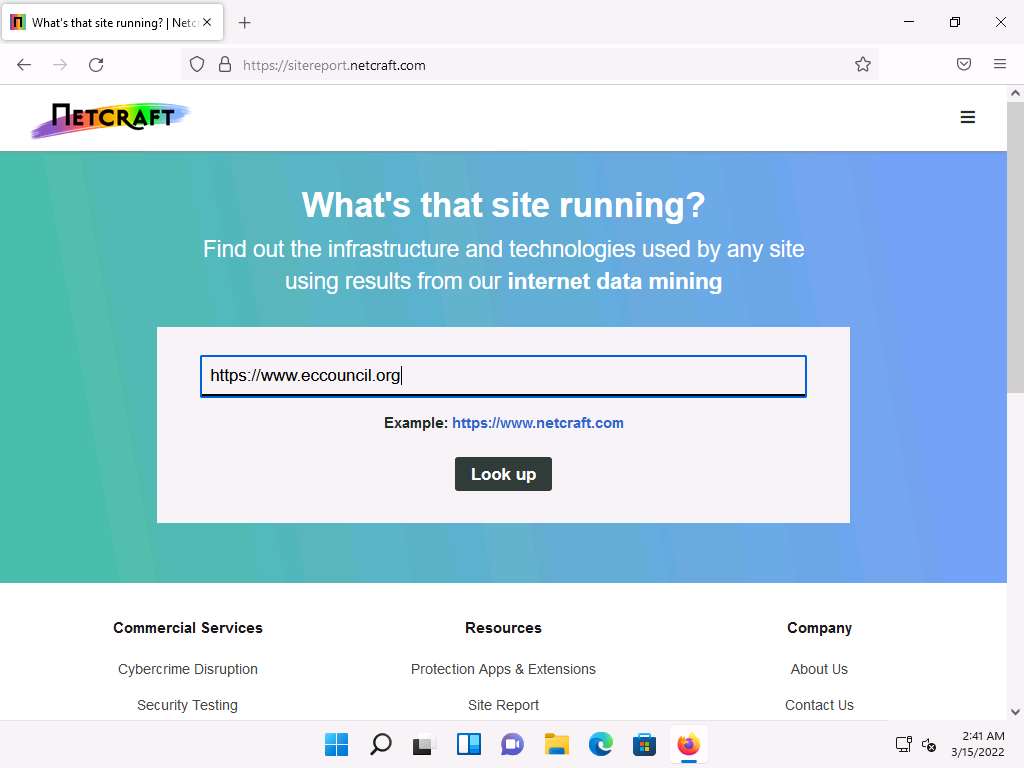 What's that site running? | Netc
https://sitereport.netcraft.com
NETCRAFT
What's that site running?
Find out the infrastructure and technologies used by any site
using results from our internet data mining
https://www.eccouncil.org
Example: https://www.netcraft.com
Look up
Commercial Services
Resources
Company
Cybercrime Disruption
Protection Apps & Extensions
About Us
Security Testing
Site Report
Contact Us
2:41 AM
3/15/2022